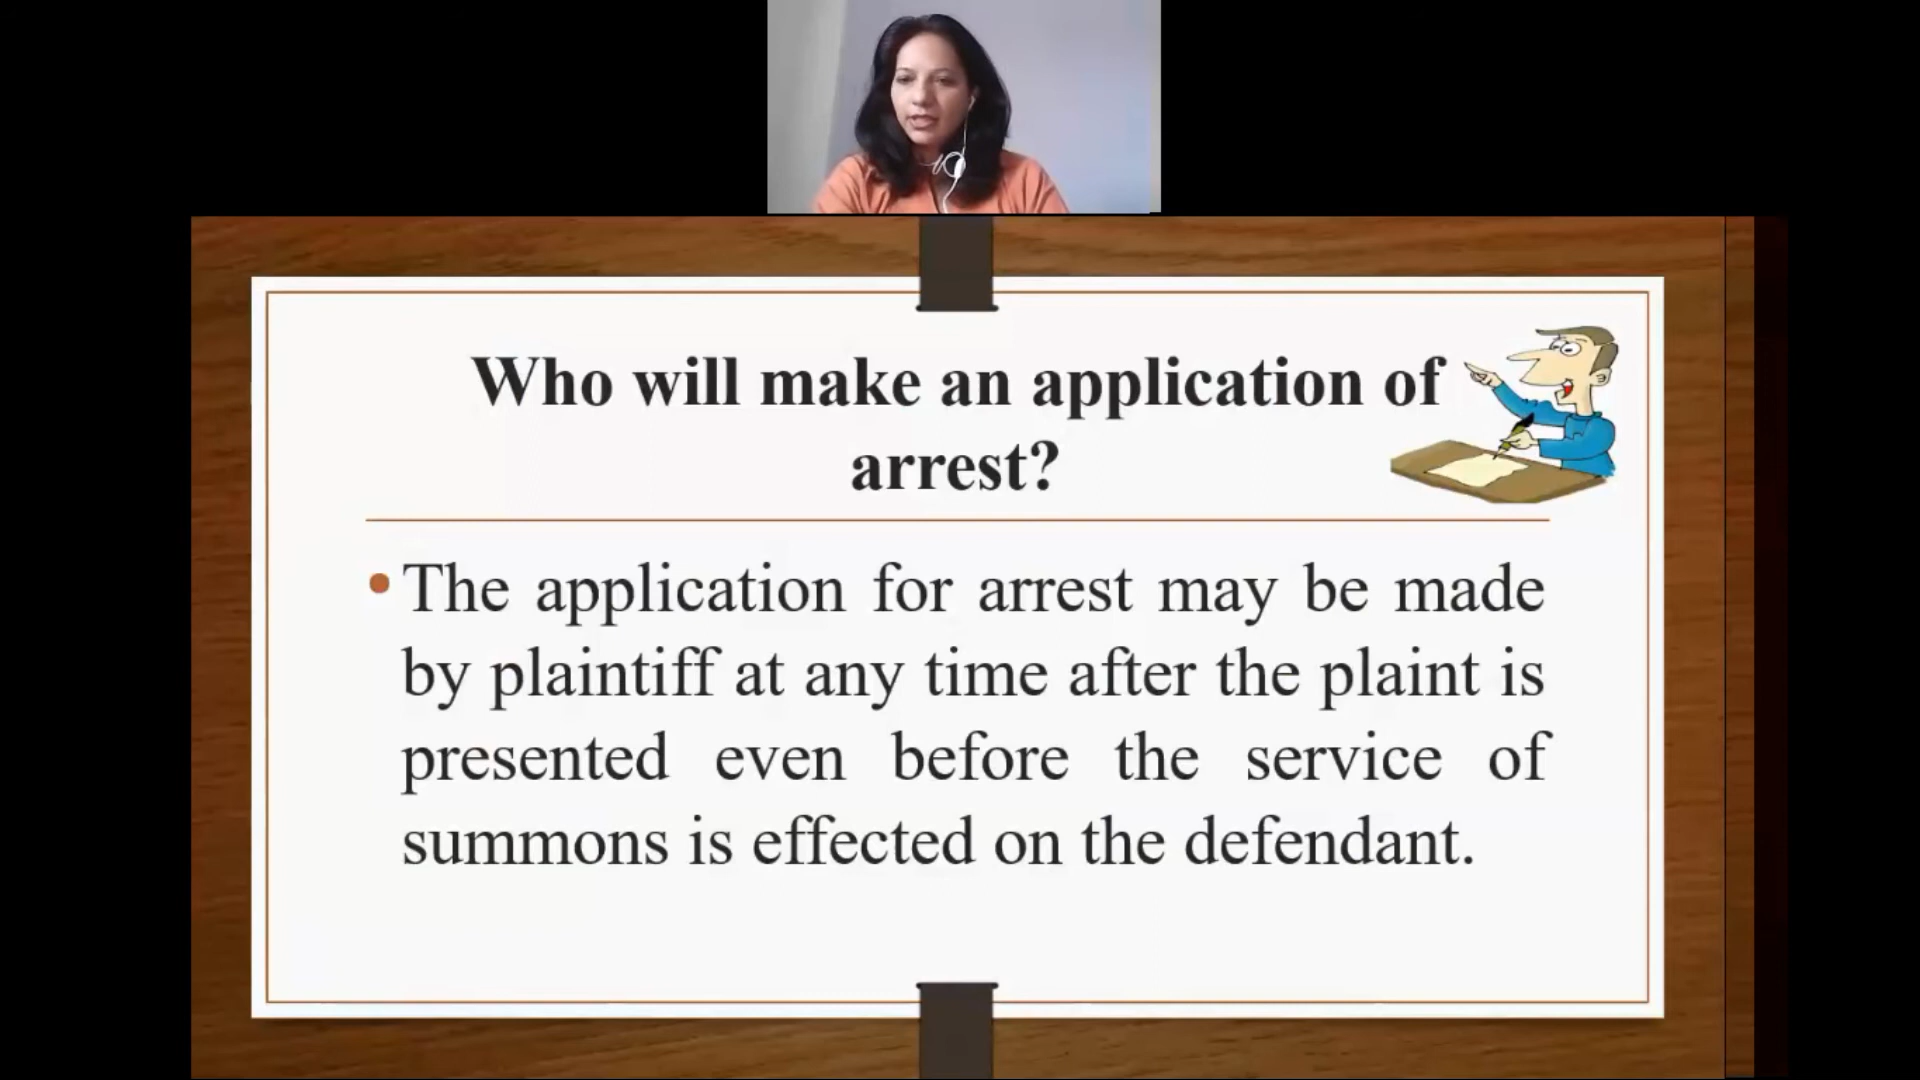 Who will make an application of
arrest?
• The application for arrest may be made
by plaintiff at any time after the plaint is
presented even before the service of
summons is effected on the defendant.